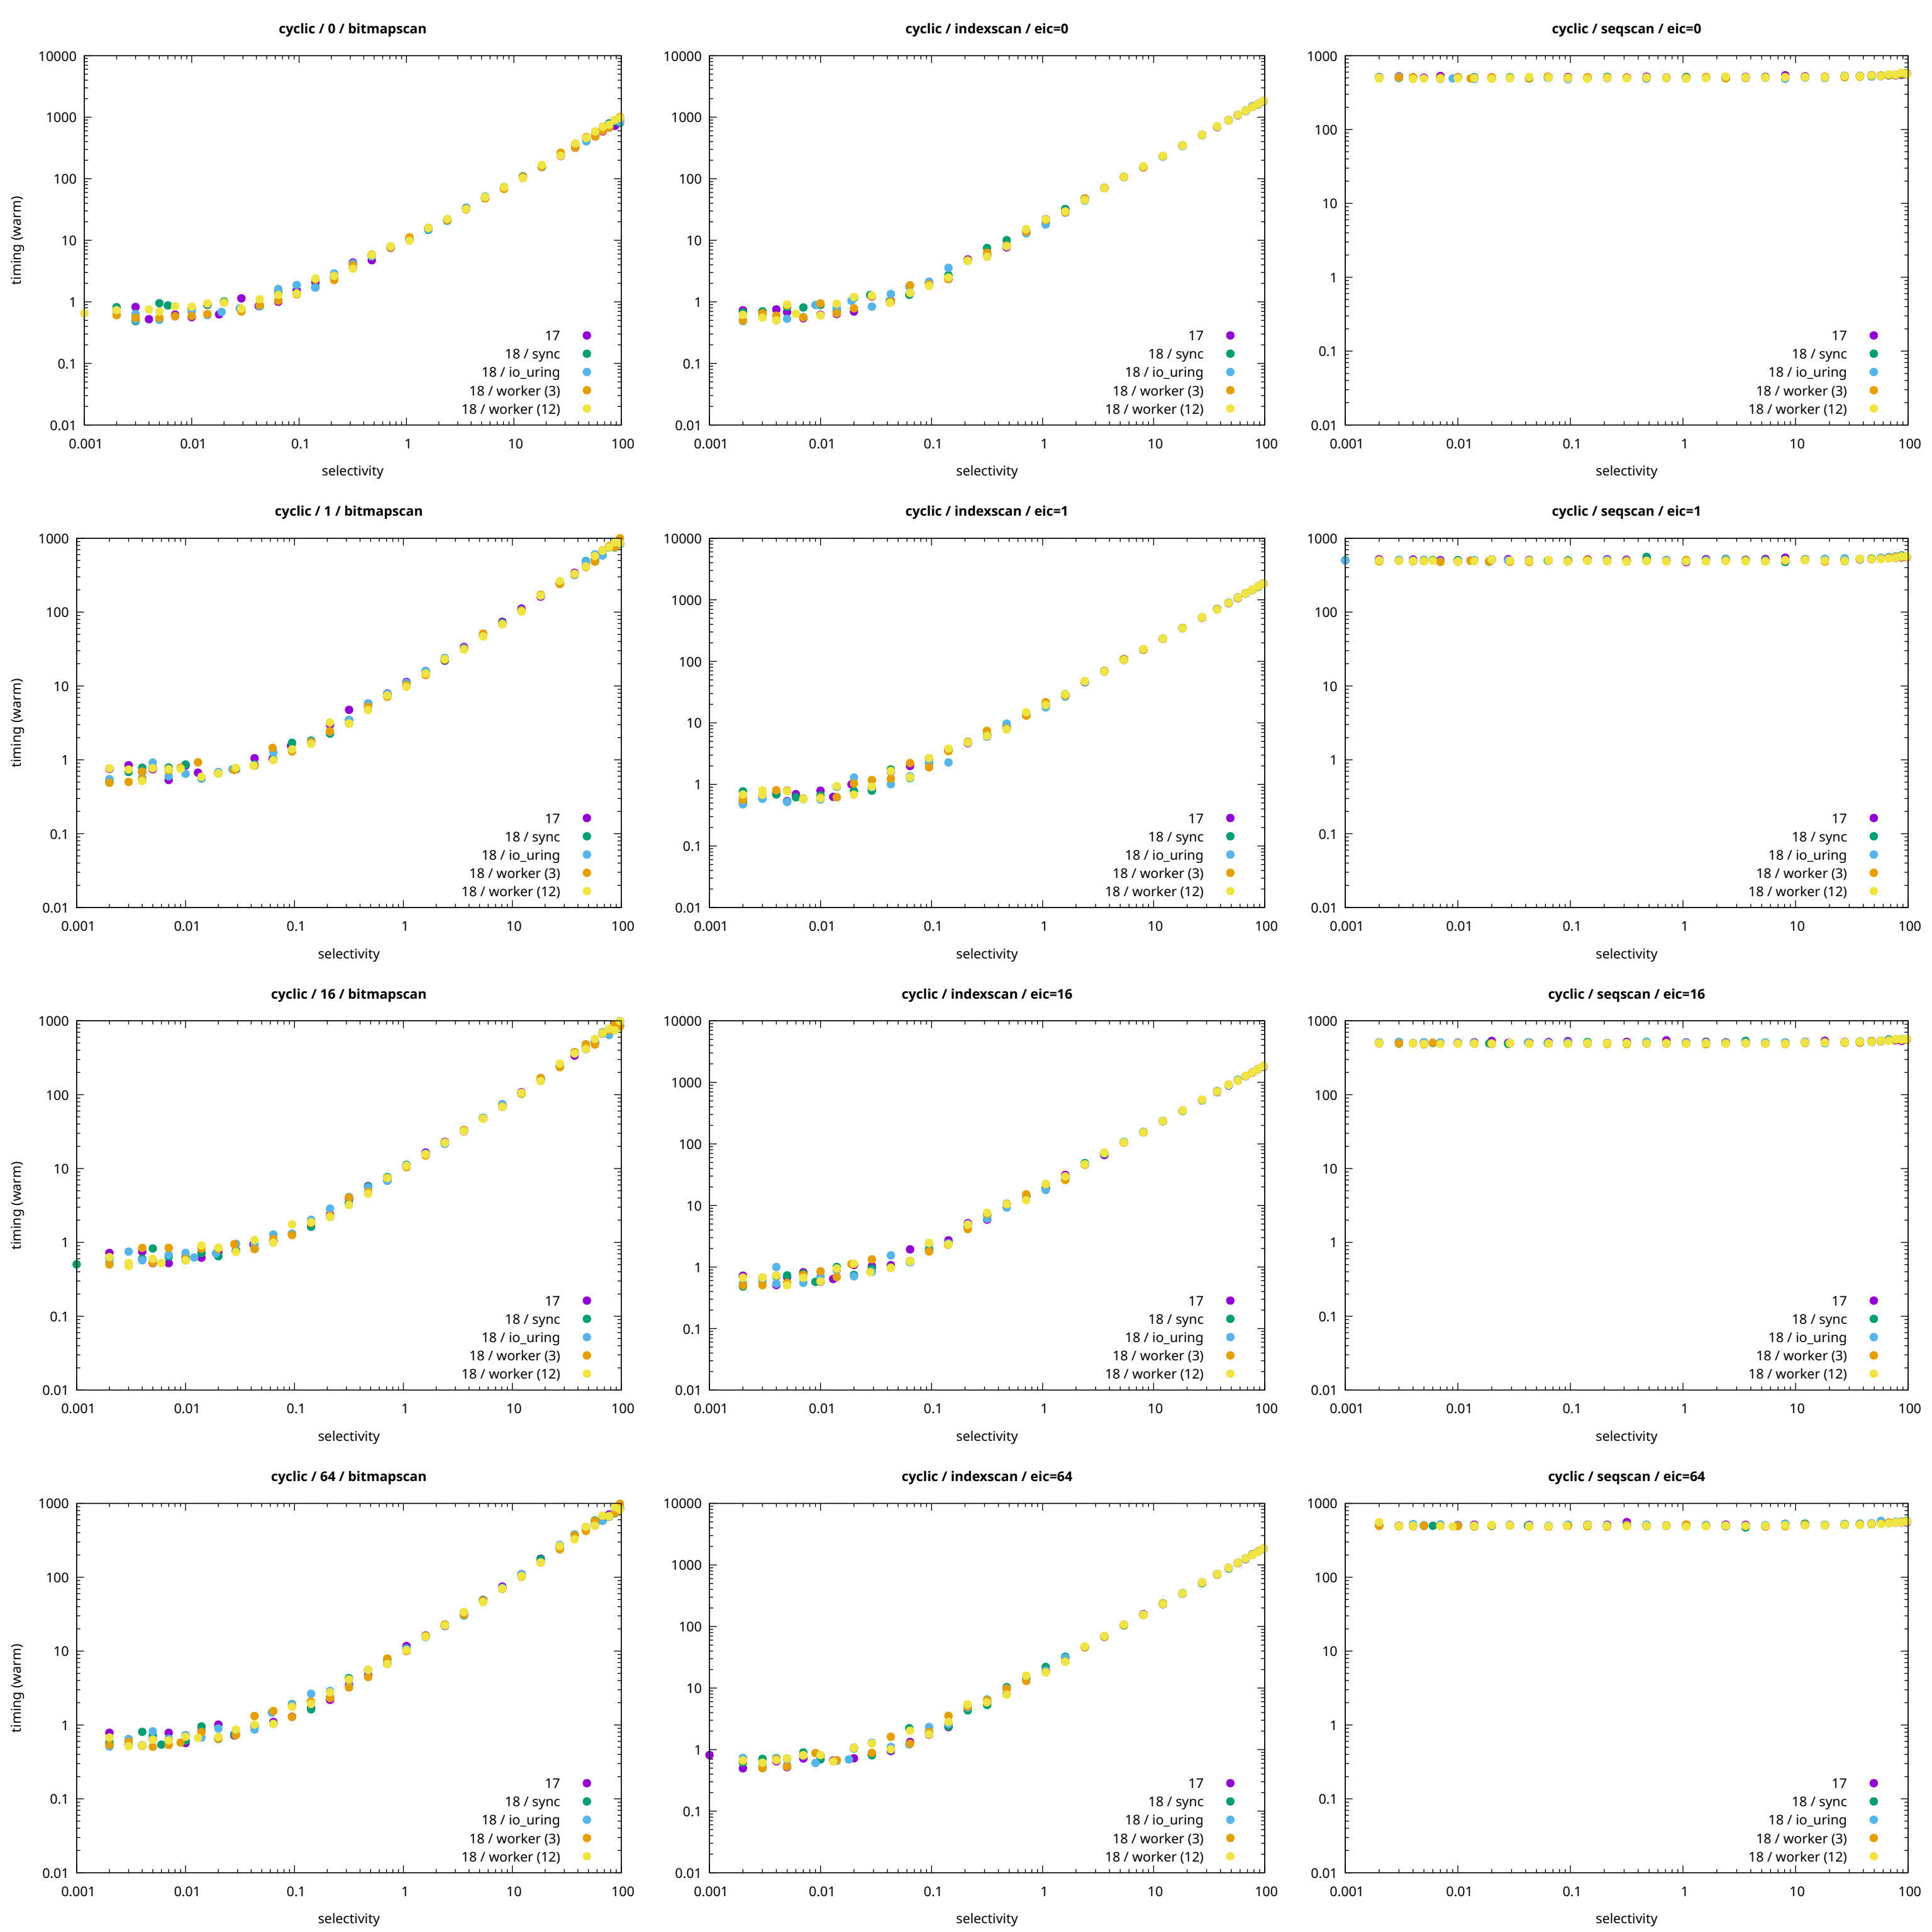 cyclic / 0 / bitmapscan
10000
1000
100
10
1
0.1
0.01
timing (warm)
17
18 / sync
18 / io_uring
18 / worker (3)
18 / worker (12)
0.001 0.01 0.1 1 10 100
selectivity
cyclic / indexscan / eic=0
10000
1000
100
10
1
0.1
0.01
17
18 / sync
18 / io_uring
18 / worker (3)
18 / worker (12)
0.001 0.01 0.1 1 10 100
selectivity
cyclic / seqscan / eic=0
1000
100
10
1
0.1
0.01
17
18 / sync
18 / io_uring
18 / worker (3)
18 / worker (12)
0.001 0.01 0.1 1 10 100
selectivity
cyclic / 1 / bitmapscan
1000
100
10
1
0.1
0.01
timing (warm)
17
18 / sync
18 / io_uring
18 / worker (3)
18 / worker (12)
0.001 0.01 0.1 1 10 100
selectivity
cyclic / indexscan / eic=1
10000
1000
100
10
1
0.1
0.01
17
18 / sync
18 / io_uring
18 / worker (3)
18 / worker (12)
0.001 0.01 0.1 1 10 100
selectivity
cyclic / seqscan / eic=1
1000
100
10
1
0.1
0.01
17
18 / sync
18 / io_uring
18 / worker (3)
18 / worker (12)
0.001 0.01 0.1 1 10 100
selectivity
cyclic / 16 / bitmapscan
1000
100
10
1
0.1
0.01
timing (warm)
17
18 / sync
18 / io_uring
18 / worker (3)
18 / worker (12)
0.001 0.01 0.1 1 10 100
selectivity
cyclic / indexscan / eic=16
10000
1000
100
10
1
0.1
0.01
17
18 / sync
18 / io_uring
18 / worker (3)
18 / worker (12)
0.001 0.01 0.1 1 10 100
selectivity
cyclic / seqscan / eic=16
1000
100
10
1
0.1
0.01
17
18 / sync
18 / io_uring
18 / worker (3)
18 / worker (12)
0.001 0.01 0.1 1 10 100
selectivity
cyclic / 64 / bitmapscan
1000
100
10
1
0.1
0.01
timing (warm)
17
18 / sync
18 / io_uring
18 / worker (3)
18 / worker (12)
0.001 0.01 0.1 1 10 100
selectivity
cyclic / indexscan / eic=64
10000
1000
100
10
1
0.1
0.01
17
18 / sync
18 / io_uring
18 / worker (3)
18 / worker (12)
0.001 0.01 0.1 1 10 100
selectivity
cyclic / seqscan / eic=64
1000
100
10
1
0.1
0.01
17
18 / sync
18 / io_uring
18 / worker (3)
18 / worker (12)
0.001 0.01 0.1 1 10 100
selectivity